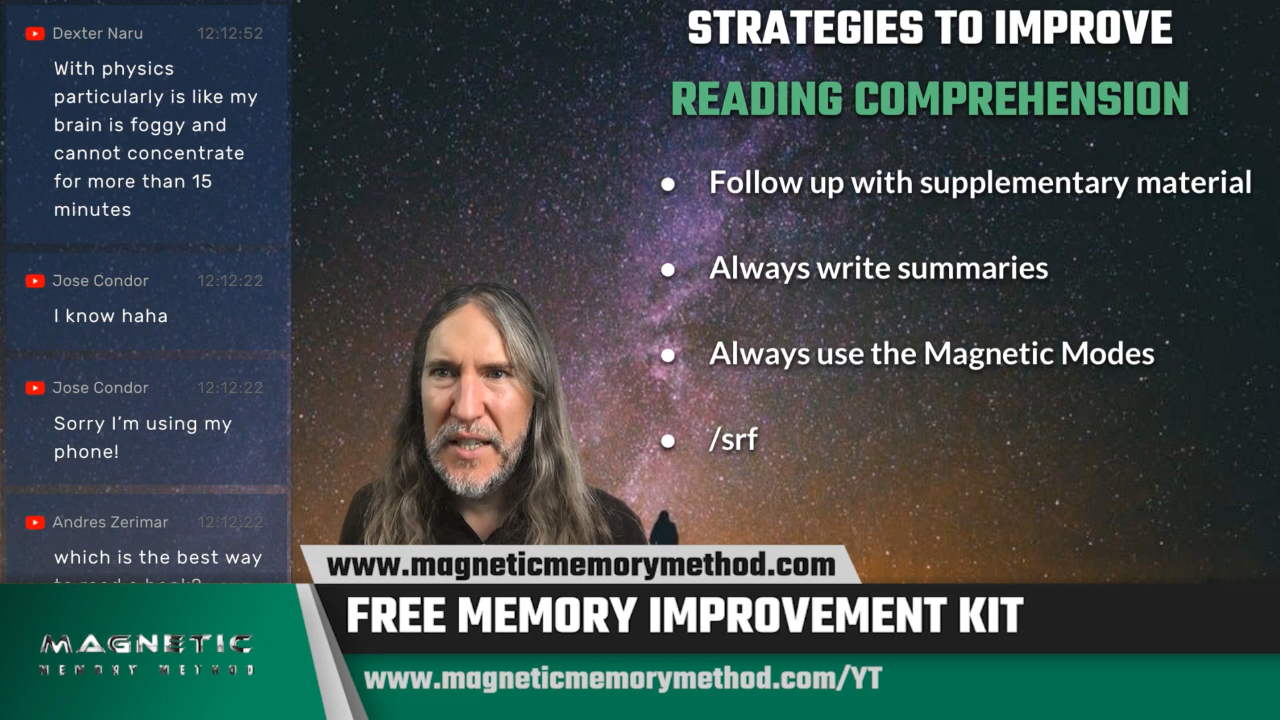 Dexter Naru 12:12:52
With physics
particularly is like my
brain is foggy and
cannot concentrate
for more than 15
minutes
Jose Condor 12:12:22
I know haha
Jose Condor 12:12:22
Sorry I’m using my
phone!
Andres Zerimar 12:12:22
which is the best way
to read a book?
STRATEGIES TO IMPROVE
READING COMPREHENSION
• Follow up with supplementary material
• Always write summaries
• Always use the Magnetic Modes
• /srf
www.magneticmemorymethod.com
FREE MEMORY IMPROVEMENT KIT
www.magneticmemorymethod.com/YT
MAGNETIC
MEMORY METHOD